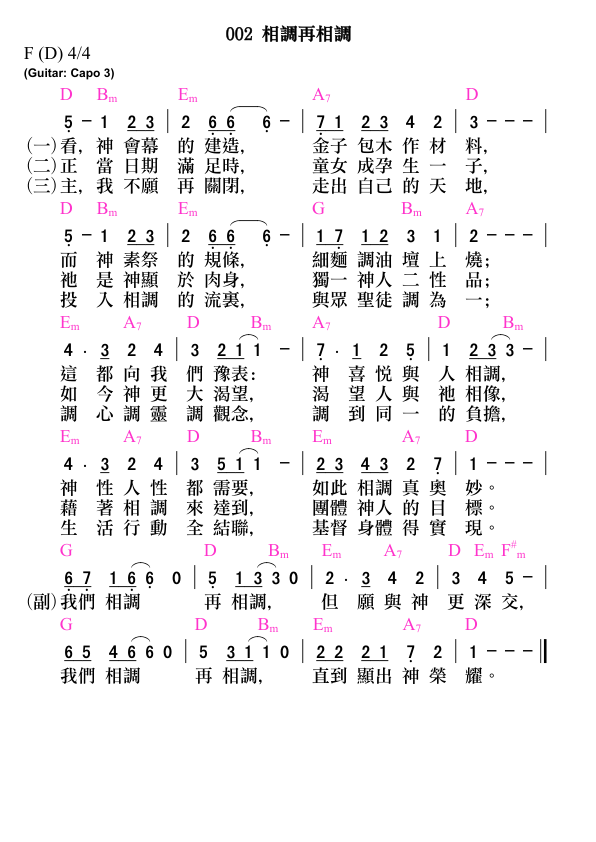 002 相調再相調
F (D) 4/4
(Guitar: Capo 3)
D Bm Em A7 D
5 - 1 2 3 | 2 6 6 6 - | 7 1 2 3 4 2 | 3 - - - |
(一)看, 神 會幕 的 建造, 金子 包木 作 材 料,
(二)正 當 日期 滿 足時, 童女 成孕 生 一 子,
(三)主, 我 不願 再 關閉, 走出 自己 的 天 地,
D Bm Em G Bm A7
5 - 1 2 3 | 2 6 6 6 - | 1 7 1 2 3 1 | 2 - - - |
而 神 素祭 的 規條, 細麵 調油 壇 上 燒;
祂 是 神顯 於 肉身, 獨一 神人 二 性 品;
投 入 相調 的 流裏, 與眾 聖徒 調 為 一;
Em A7 D Bm A7 D Bm
4 . 3 2 4 | 3 2 1 1 - | 7 . 1 2 5 | 1 2 3 3 - |
這 都 向 我 們 豫表: 神 喜 悅 與 人 相調,
如 今 神 更 大 渴望, 渴 望 人 與 祂 相像,
調 心 調 靈 調 觀念, 調 到 同 一 的 負擔,
Em A7 D Bm Em A7 D
4 . 3 2 4 | 3 5 1 1 - | 2 3 4 3 2 7 | 1 - - - |
神 性 人 性 都 需要, 如此 相調 真 奧 妙。
藉 著 相 調 來 達到, 團體 神人 的 目 標。
生 活 行 動 全 結聯, 基督 身體 得 實 現。
G D Bm Em A7 D Em F#m
6 7 1 6 6 0 | 5 1 3 3 0 | 2 . 3 4 2 | 3 4 5 - |
(副)我們 相調 再 相調, 但 願 與 神 更 深 交,
G D Bm Em A7 D
6 5 4 6 6 0 | 5 3 1 1 0 | 2 2 2 1 7 2 | 1 - - - ‖
我們 相調 再 相調, 直到 顯出 神 榮 耀。